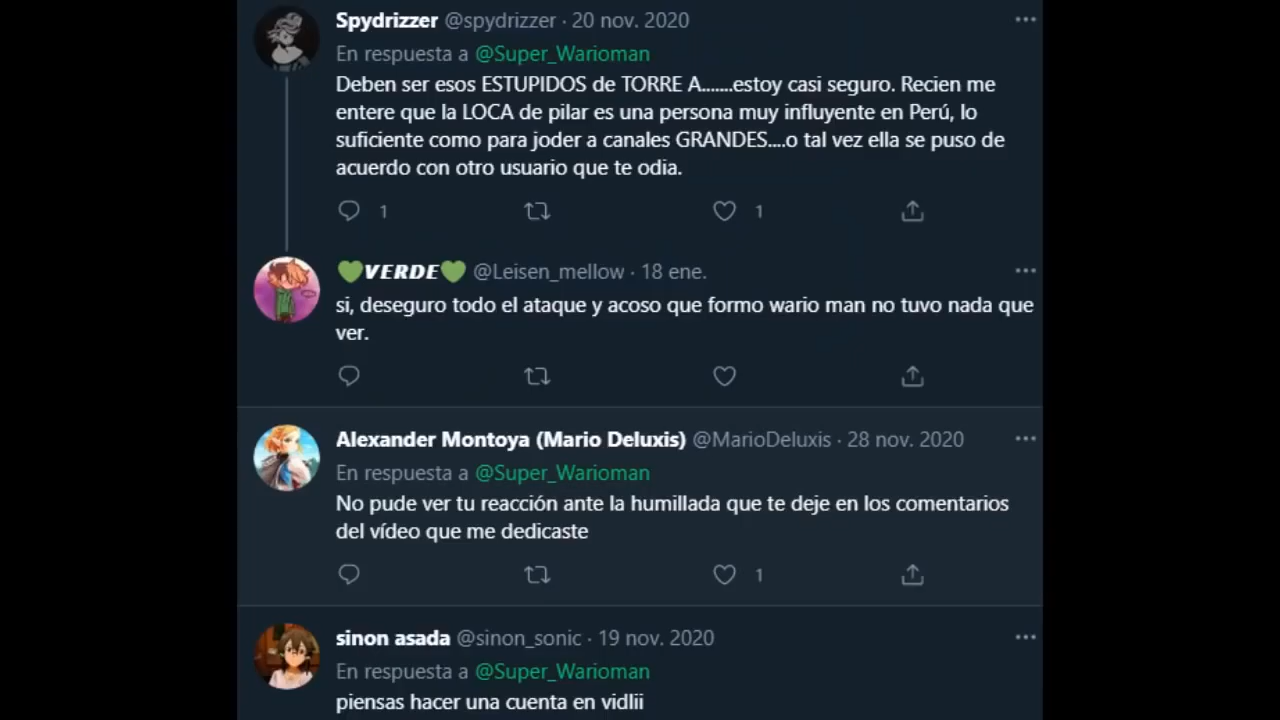 Spydrizzer @spydrizzer · 20 nov. 2020
En respuesta a @Super_Warioman
Deben ser esos ESTUPIDOS de TORRE A.......estoy casi seguro. Recien me
entere que la LOCA de pilar es una persona muy influyente en Perú, lo
suficiente como para joder a canales GRANDES....o tal vez ella se puso de
acuerdo con otro usuario que te odia.
1 1
💚VERDE💚 @Leisen_mellow · 18 ene.
si, deseguro todo el ataque y acoso que formo wario man no tuvo nada que
ver.
Alexander Montoya (Mario Deluxis) @MarioDeluxis · 28 nov. 2020
En respuesta a @Super_Warioman
No pude ver tu reacción ante la humillada que te deje en los comentarios
del vídeo que me dedicaste
1
sinon asada @sinon_sonic · 19 nov. 2020
En respuesta a @Super_Warioman
piensas hacer una cuenta en vidlii